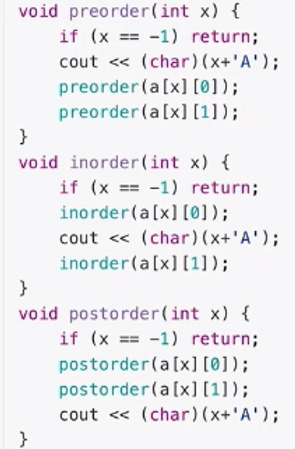 void preorder(int x) {
    if (x == -1) return;
    cout << (char)(x+'A');
    preorder(a[x][0]);
    preorder(a[x][1]);
}
void inorder(int x) {
    if (x == -1) return;
    inorder(a[x][0]);
    cout << (char)(x+'A');
    inorder(a[x][1]);
}
void postorder(int x) {
    if (x == -1) return;
    postorder(a[x][0]);
    postorder(a[x][1]);
    cout << (char)(x+'A');
}